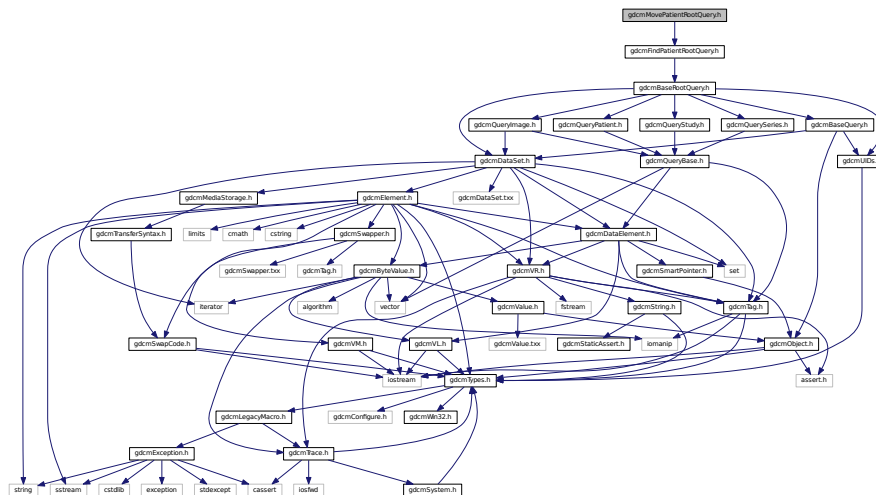 gdcmMovePatientRootQuery.h
gdcmFindPatientRootQuery.h
gdcmBaseRootQuery.h
gdcmQueryImage.h
gdcmQueryPatient.h
gdcmQueryStudy.h
gdcmQuerySeries.h
gdcmBaseQuery.h
gdcmDataSet.h
gdcmQueryBase.h
gdcmUIDs.
gdcmMediaStorage.h
gdcmElement.h
gdcmDataSet.txx
gdcmTransferSyntax.h
limits
cmath
cstring
gdcmSwapper.h
gdcmDataElement.h
gdcmSwapper.txx
gdcmTag.h
gdcmByteValue.h
gdcmVR.h
gdcmSmartPointer.h
set
iterator
algorithm
vector
gdcmValue.h
fstream
gdcmString.h
gdcmTag.h
gdcmSwapCode.h
gdcmVM.h
gdcmVL.h
gdcmValue.txx
gdcmStaticAssert.h
iomanip
gdcmObject.h
iostream
gdcmTypes.h
assert.h
gdcmLegacyMacro.h
gdcmConfigure.h
gdcmWin32.h
gdcmException.h
gdcmTrace.h
string
sstream
cstdlib
exception
stdexcept
cassert
iosfwd
gdcmSystem.h